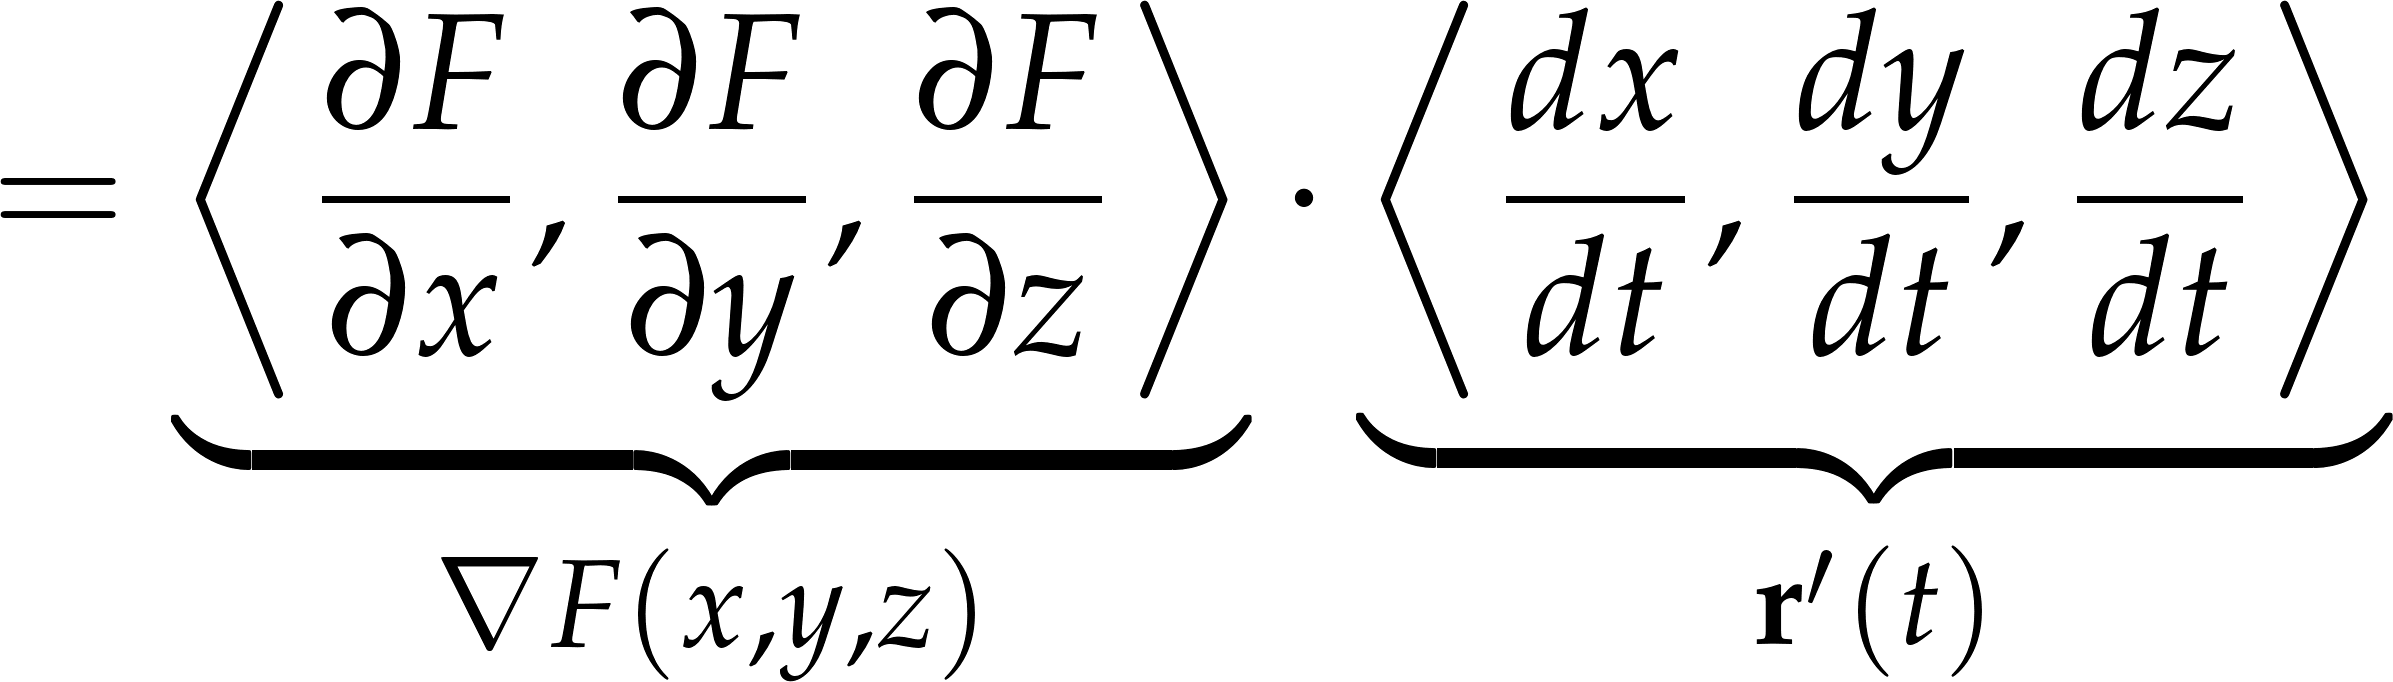 = ⟨∂F/∂x, ∂F/∂y, ∂F/∂z⟩ · ⟨dx/dt, dy/dt, dz/dt⟩
∇F(x,y,z) r′(t)